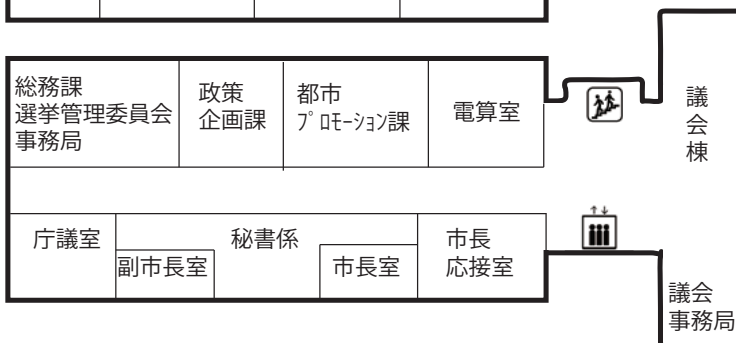 総務課
選挙管理委員会
事務局
政策
企画課
都市
ﾌﾟﾛﾓｰｼｮﾝ課
電算室
議
会
棟
庁議室
秘書係
副市長室
市長室
市長
応接室
議会
事務局